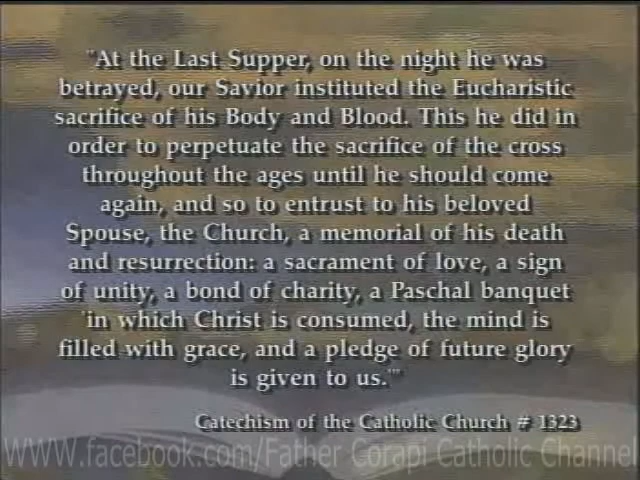 "At the Last Supper, on the night he was
betrayed, our Savior instituted the Eucharistic
sacrifice of his Body and Blood. This he did in
order to perpetuate the sacrifice of the cross
throughout the ages until he should come
again, and so to entrust to his beloved
Spouse, the Church, a memorial of his death
and resurrection: a sacrament of love, a sign
of unity, a bond of charity, a Paschal banquet
'in which Christ is consumed, the mind is
filled with grace, and a pledge of future glory
is given to us.'"
Catechism of the Catholic Church # 1323
WWW.facebook.com/Father Corapi Catholic Channel